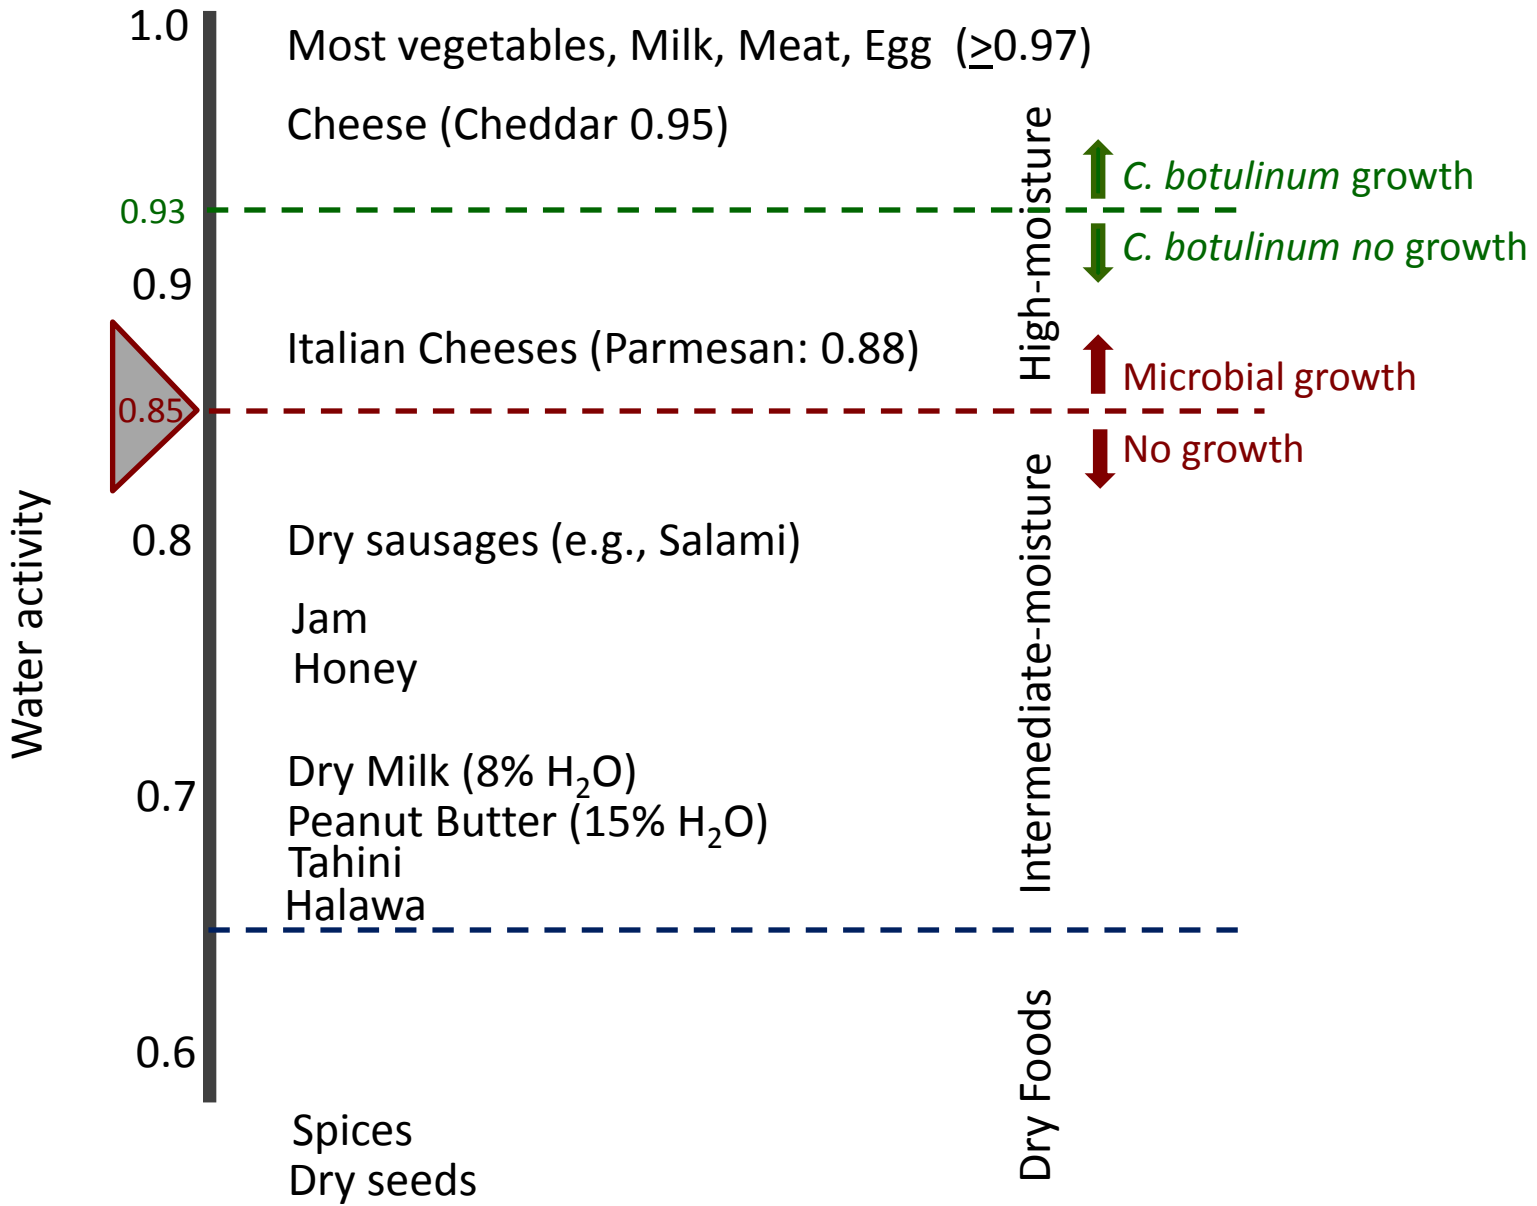 1.0
Most vegetables, Milk, Meat, Egg (≥0.97)
Cheese (Cheddar 0.95)
C. botulinum growth
0.93
C. botulinum no growth
0.9
High-moisture
Italian Cheeses (Parmesan: 0.88)
Microbial growth
0.85
No growth
Water activity
0.8
Dry sausages (e.g., Salami)
Jam
Honey
Intermediate-moisture
0.7
Dry Milk (8% H₂O)
Peanut Butter (15% H₂O)
Tahini
Halawa
0.6
Dry Foods
Spices
Dry seeds